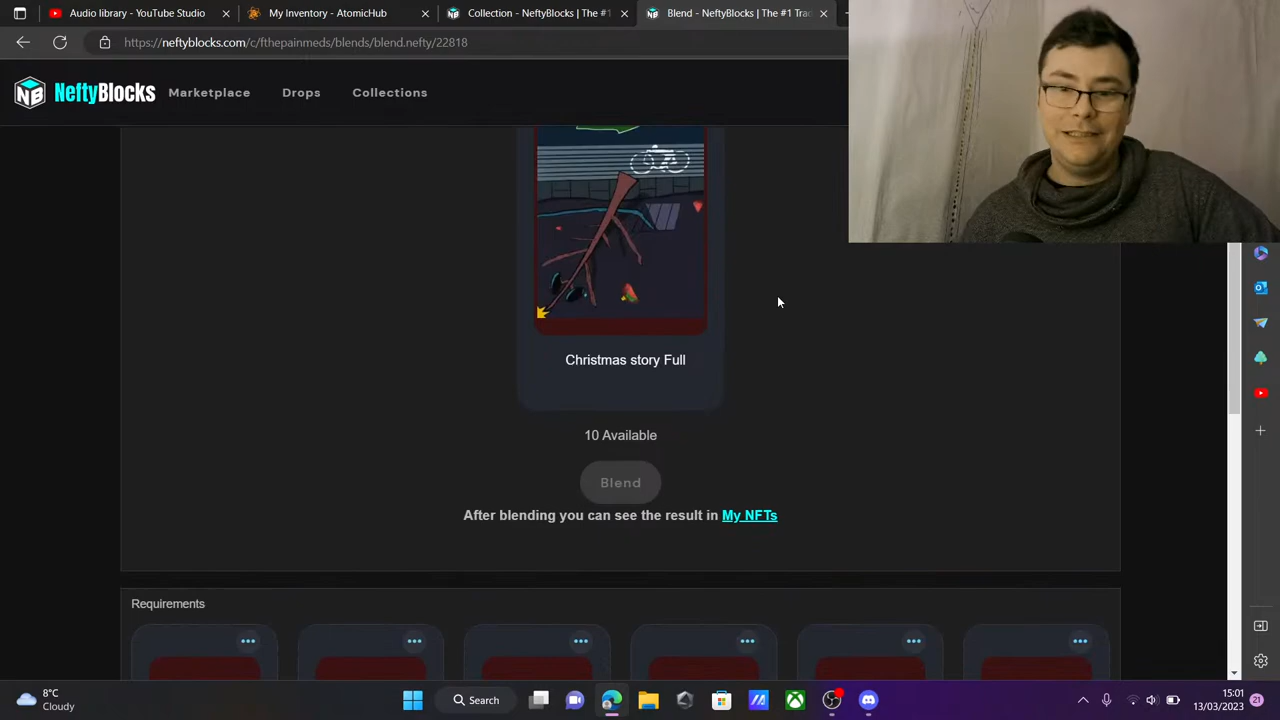 Audio library - YouTube Studio
My Inventory - AtomicHub
Collection - NeftyBlocks | The #1
Blend - NeftyBlocks | The #1 Tra
https://neftyblocks.com/c/fthepainmeds/blends/blend.nefty/22818
NB NeftyBlocks
Marketplace
Drops
Collections
Christmas story Full
10 Available
Blend
After blending you can see the result in My NFTs
Requirements
8°C
Cloudy
Search
15:01
13/03/2023
21